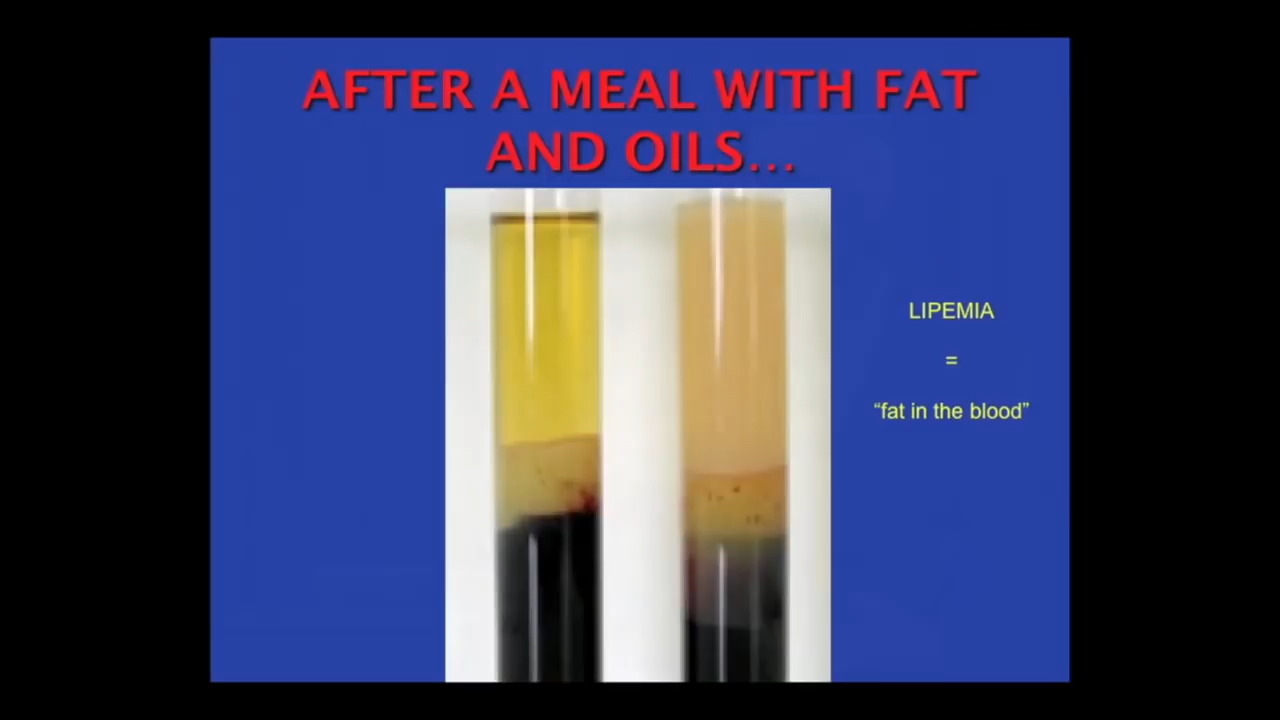 AFTER A MEAL WITH FAT
AND OILS...
LIPEMIA
=
“fat in the blood”